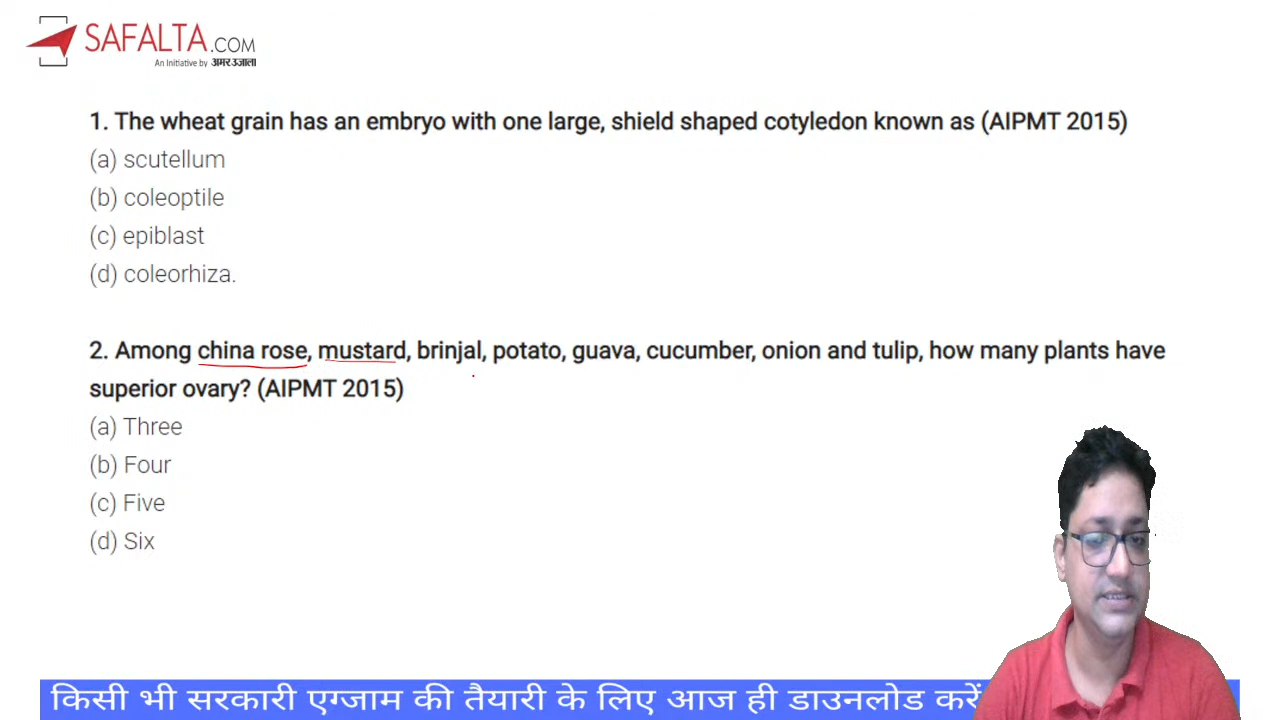 SAFALTA.COM
An Initiative by अमर उजाला
1. The wheat grain has an embryo with one large, shield shaped cotyledon known as (AIPMT 2015)
(a) scutellum
(b) coleoptile
(c) epiblast
(d) coleorhiza.
2. Among china rose, mustard, brinjal, potato, guava, cucumber, onion and tulip, how many plants have
superior ovary? (AIPMT 2015)
(a) Three
(b) Four
(c) Five
(d) Six
किसी भी सरकारी एग्जाम की तैयारी के लिए आज ही डाउनलोड करें